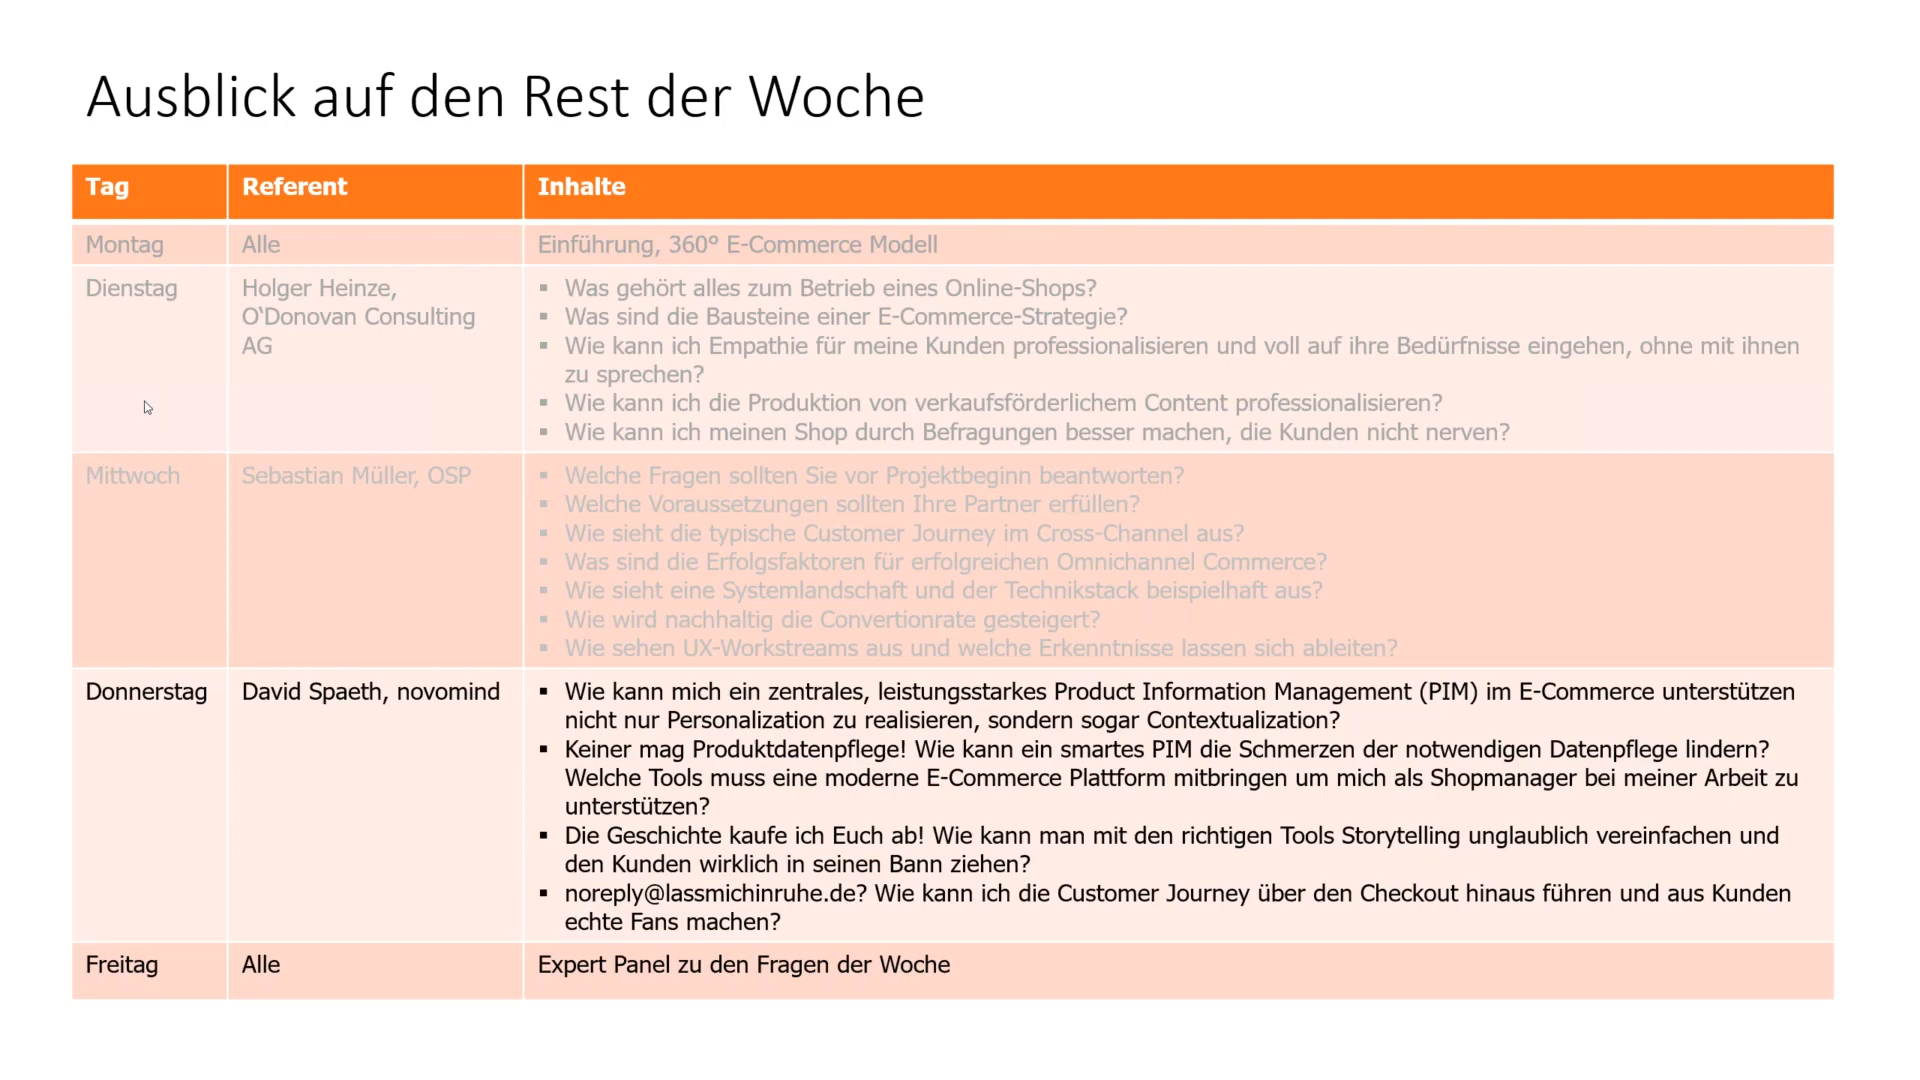 Ausblick auf den Rest der Woche
Tag Referent Inhalte
Montag Alle Einführung, 360° E-Commerce Modell
Dienstag Holger Heinze, ▪ Was gehört alles zum Betrieb eines Online-Shops?
O‘Donovan Consulting ▪ Was sind die Bausteine einer E-Commerce-Strategie?
AG ▪ Wie kann ich Empathie für meine Kunden professionalisieren und voll auf ihre Bedürfnisse eingehen, ohne mit ihnen
zu sprechen?
▪ Wie kann ich die Produktion von verkaufsförderlichem Content professionalisieren?
▪ Wie kann ich meinen Shop durch Befragungen besser machen, die Kunden nicht nerven?
Mittwoch Sebastian Müller, OSP ▪ Welche Fragen sollten Sie vor Projektbeginn beantworten?
▪ Welche Voraussetzungen sollten Ihre Partner erfüllen?
▪ Wie sieht die typische Customer Journey im Cross-Channel aus?
▪ Was sind die Erfolgsfaktoren für erfolgreichen Omnichannel Commerce?
▪ Wie sieht eine Systemlandschaft und der Technikstack beispielhaft aus?
▪ Wie wird nachhaltig die Convertionrate gesteigert?
▪ Wie sehen UX-Workstreams aus und welche Erkenntnisse lassen sich ableiten?
Donnerstag David Spaeth, novomind ▪ Wie kann mich ein zentrales, leistungsstarkes Product Information Management (PIM) im E-Commerce unterstützen
nicht nur Personalization zu realisieren, sondern sogar Contextualization?
▪ Keiner mag Produktdatenpflege! Wie kann ein smartes PIM die Schmerzen der notwendigen Datenpflege lindern?
Welche Tools muss eine moderne E-Commerce Plattform mitbringen um mich als Shopmanager bei meiner Arbeit zu
unterstützen?
▪ Die Geschichte kaufe ich Euch ab! Wie kann man mit den richtigen Tools Storytelling unglaublich vereinfachen und
den Kunden wirklich in seinen Bann ziehen?
▪ noreply@lassmichinruhe.de? Wie kann ich die Customer Journey über den Checkout hinaus führen und aus Kunden
echte Fans machen?
Freitag Alle Expert Panel zu den Fragen der Woche